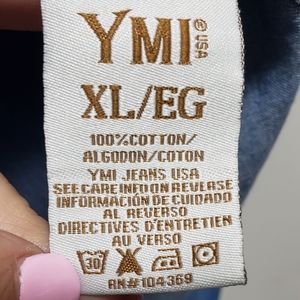 YMI® USA
XL/EG
100%COTTON/
ALGODON/COTON
YMI JEANS USA
SEE CARE INFO ON REVERSE
INFORMACIÓN DE CUIDADO
AL REVERSO
DIRECTIVES D'ENTRETIEN
AU VERSO
30
RN#104369